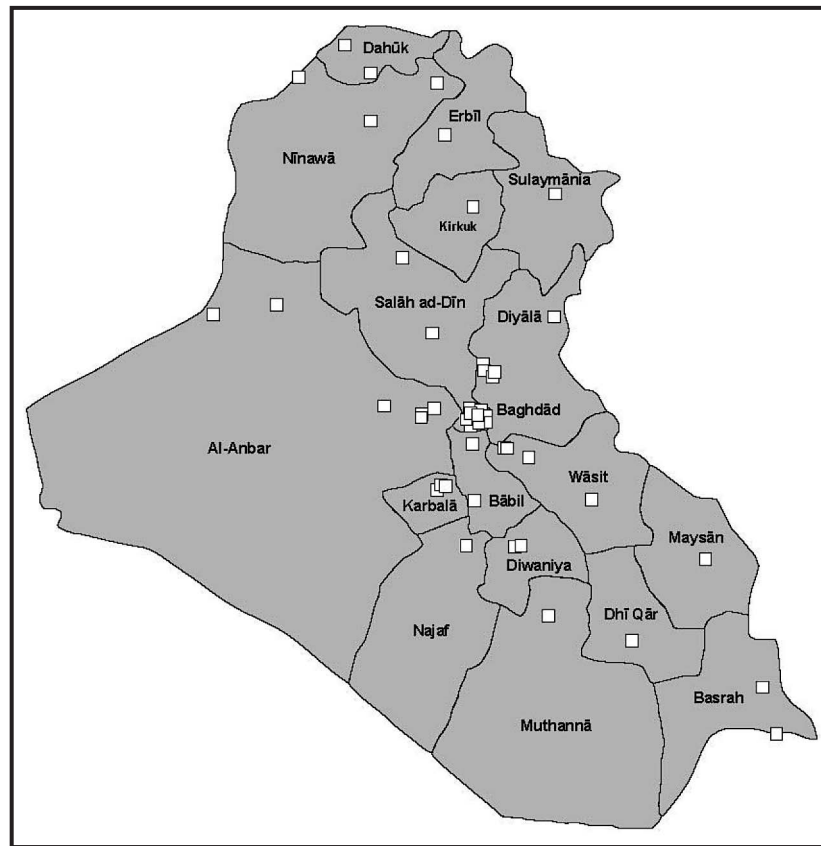 Dahūk
Erbīl
Nīnawā
Sulaymānia
Kirkuk
Salāh ad-Dīn
Diyālā
Baghdād
Al-Anbar
Wāsit
Karbalā
Bābil
Maysān
Diwaniya
Dhī Qār
Najaf
Basrah
Muthannā